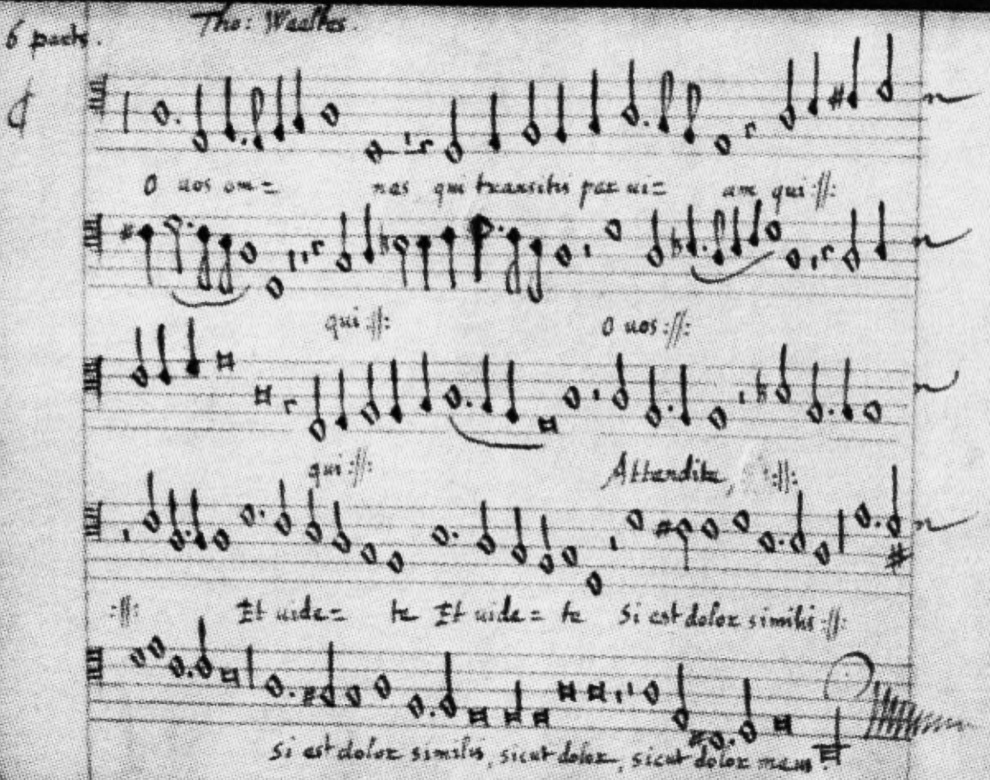 6 parts.
Tho: Weelkes.
O uos om= nes qui transitis per ui= am qui :||:
qui :||: O uos :||:
qui :||: Attendite, :||:
:||: Et uide= te Et uide= te Si est dolor similis :||:
Si est dolor similis, sicut dolor, sicut dolor meus.